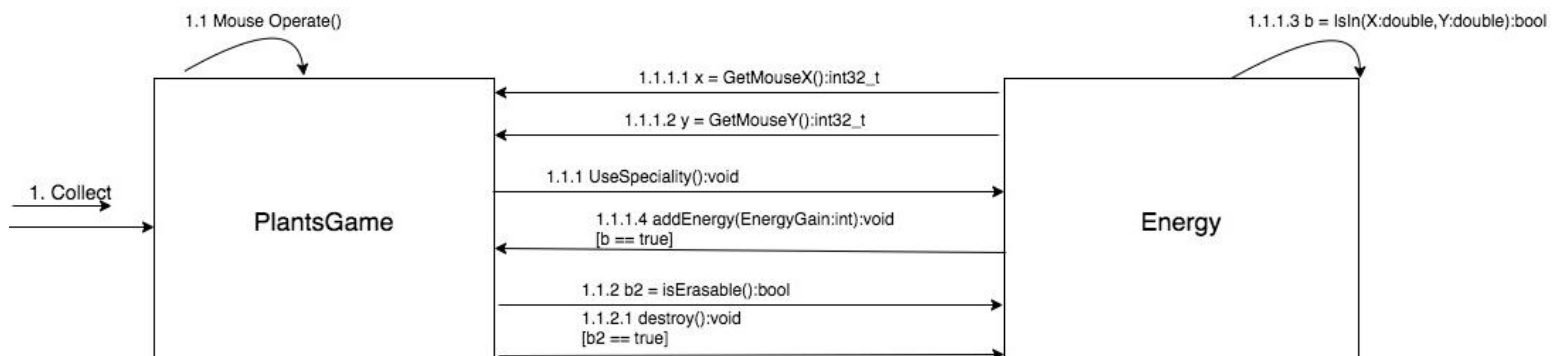 1.1 Mouse Operate()
1.1.1.3 b = IsIn(X:double,Y:double):bool
1.1.1.1 x = GetMouseX():int32_t
1.1.1.2 y = GetMouseY():int32_t
1.1.1 UseSpeciality():void
1. Collect
PlantsGame
1.1.1.4 addEnergy(EnergyGain:int):void
[b == true]
Energy
1.1.2 b2 = isErasable():bool
1.1.2.1 destroy():void
[b2 == true]